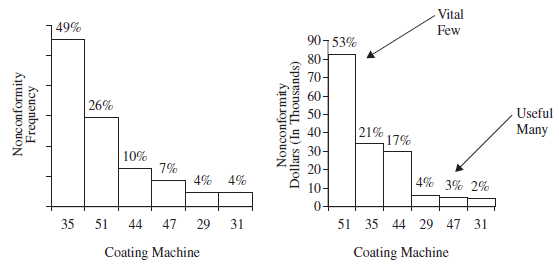 49%
26%
10%
7%
4% 4%
Nonconformity
Frequency
35 51 44 47 29 31
Coating Machine
Vital
Few
Useful
Many
53%
21%
17%
4% 3% 2%
90
80
70
60
50
40
30
20
10
0
Nonconformity
Dollars (In Thousands)
51 35 44 29 47 31
Coating Machine